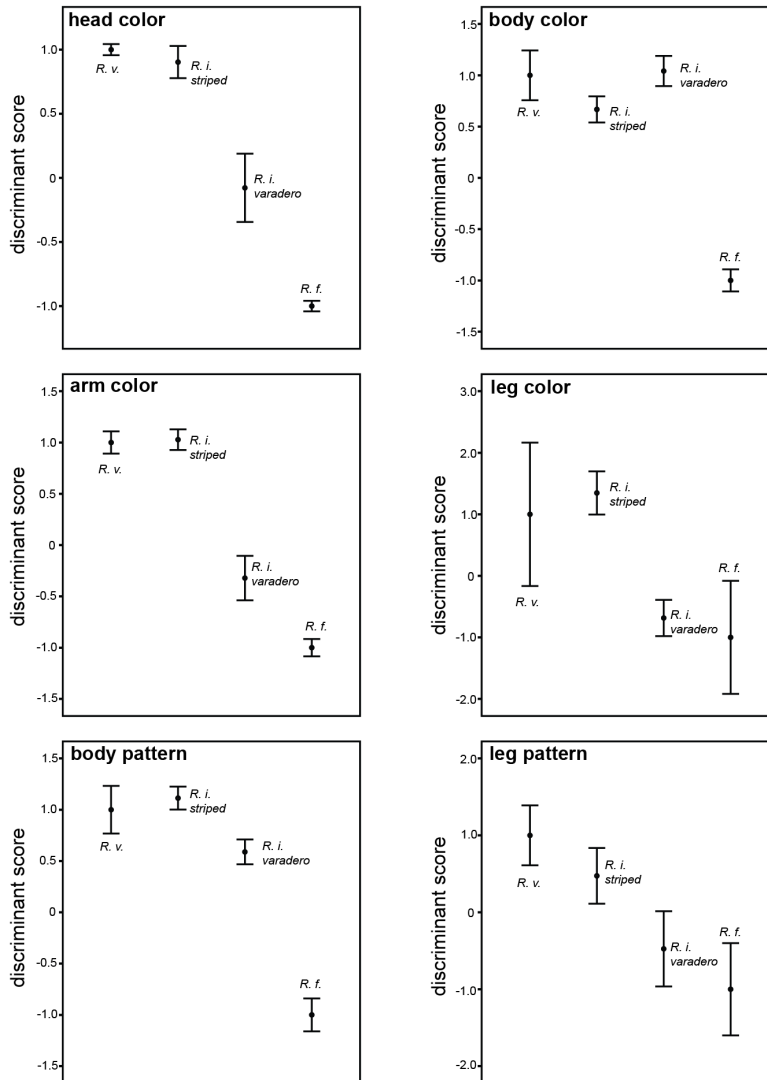 head color
discriminant score
1.0
0.5
0
-0.5
-1.0
R. v.
R. i.
striped
R. i.
varadero
R. f.
body color
discriminant score
1.5
1.0
0.5
0
-0.5
-1.0
-1.5
R. v.
R. i.
striped
R. i.
varadero
R. f.
arm color
discriminant score
1.5
1.0
0.5
0
-0.5
-1.0
-1.5
R. v.
R. i.
striped
R. i.
varadero
R. f.
leg color
discriminant score
3.0
2.0
1.0
0
-1.0
-2.0
R. v.
R. i.
striped
R. i.
varadero
R. f.
body pattern
discriminant score
1.5
1.0
0.5
0
-0.5
-1.0
-1.5
R. v.
R. i.
striped
R. i.
varadero
R. f.
leg pattern
discriminant score
2.0
1.0
0
-1.0
-2.0
R. v.
R. i.
striped
R. i.
varadero
R. f.